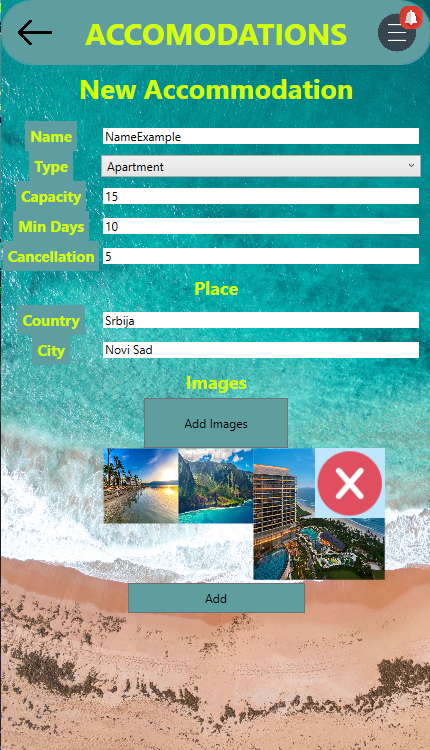 ACCOMODATIONS
New Accommodation
Name NameExample
Type Apartment
Capacity 15
Min Days 10
Cancellation 5
Place
Country Srbija
City Novi Sad
Images
Add Images
Add